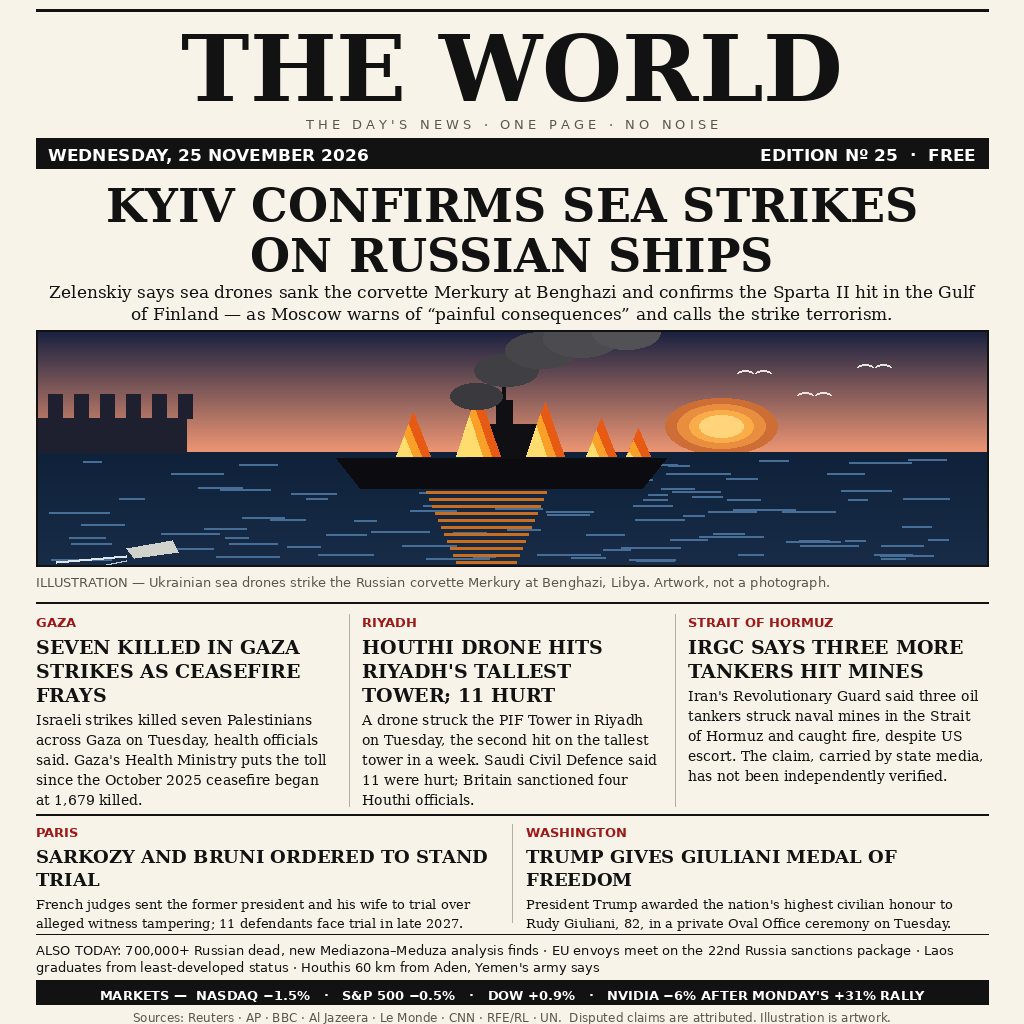 THE WORLD
THE DAY'S NEWS · ONE PAGE · NO NOISE
WEDNESDAY, 25 NOVEMBER 2026
EDITION Nº 25 · FREE
KYIV CONFIRMS SEA STRIKES
ON RUSSIAN SHIPS
Zelenskiy says sea drones sank the corvette Merkury at Benghazi and confirms the Sparta II hit in the Gulf
of Finland — as Moscow warns of “painful consequences” and calls the strike terrorism.
ILLUSTRATION — Ukrainian sea drones strike the Russian corvette Merkury at Benghazi, Libya. Artwork, not a photograph.
GAZA
SEVEN KILLED IN GAZA
STRIKES AS CEASEFIRE
FRAYS
Israeli strikes killed seven Palestinians
across Gaza on Tuesday, health officials
said. Gaza's Health Ministry puts the toll
since the October 2025 ceasefire began
at 1,679 killed.
RIYADH
HOUTHI DRONE HITS
RIYADH'S TALLEST
TOWER; 11 HURT
A drone struck the PIF Tower in Riyadh
on Tuesday, the second hit on the tallest
tower in a week. Saudi Civil Defence said
11 were hurt; Britain sanctioned four
Houthi officials.
STRAIT OF HORMUZ
IRGC SAYS THREE MORE
TANKERS HIT MINES
Iran's Revolutionary Guard said three oil
tankers struck naval mines in the Strait
of Hormuz and caught fire, despite US
escort. The claim, carried by state media,
has not been independently verified.
PARIS
SARKOZY AND BRUNI ORDERED TO STAND
TRIAL
French judges sent the former president and his wife to trial over
alleged witness tampering; 11 defendants face trial in late 2027.
WASHINGTON
TRUMP GIVES GIULIANI MEDAL OF
FREEDOM
President Trump awarded the nation's highest civilian honour to
Rudy Giuliani, 82, in a private Oval Office ceremony on Tuesday.
ALSO TODAY: 700,000+ Russian dead, new Mediazona–Meduza analysis finds · EU envoys meet on the 22nd Russia sanctions package · Laos
graduates from least-developed status · Houthis 60 km from Aden, Yemen's army says
MARKETS — NASDAQ −1.5% · S&P 500 −0.5% · DOW +0.9% · NVIDIA −6% AFTER MONDAY'S +31% RALLY
Sources: Reuters · AP · BBC · Al Jazeera · Le Monde · CNN · RFE/RL · UN. Disputed claims are attributed. Illustration is artwork.